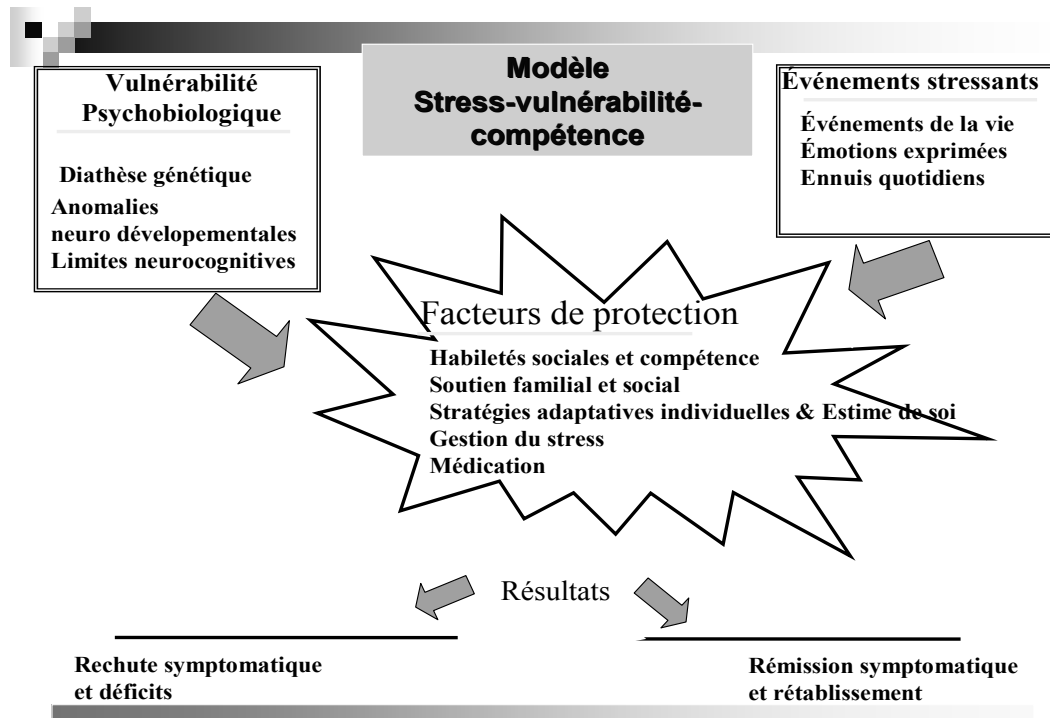 Modèle
Stress-vulnérabilité-
compétence
Vulnérabilité
Psychobiologique
Diathèse génétique
Anomalies
neuro dévelopementales
Limites neurocognitives
Événements stressants
Événements de la vie
Émotions exprimées
Ennuis quotidiens
Facteurs de protection
Habiletés sociales et compétence
Soutien familial et social
Stratégies adaptatives individuelles & Estime de soi
Gestion du stress
Médication
Résultats
Rechute symptomatique
et déficits
Rémission symptomatique
et rétablissement